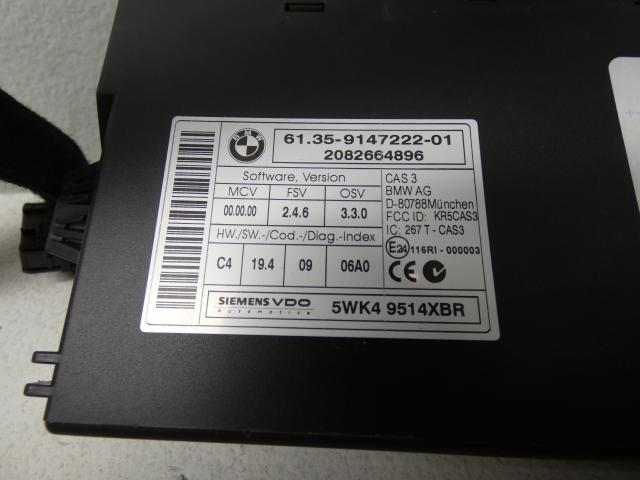 BMW
61.35-9147222-01
2082664896
Software, Version
MCV FSV OSV
00.00.00 2.4.6 3.3.0
HW./SW.-/Cod.-/Diag.-Index
C4 19.4 09 06A0
CAS 3
BMW AG
D-80788München
FCC ID: KR5CAS3
IC: 267 T - CAS3
E24 116RI - 000003
CE
SIEMENS VDO
Automotive
5WK4 9514XBR